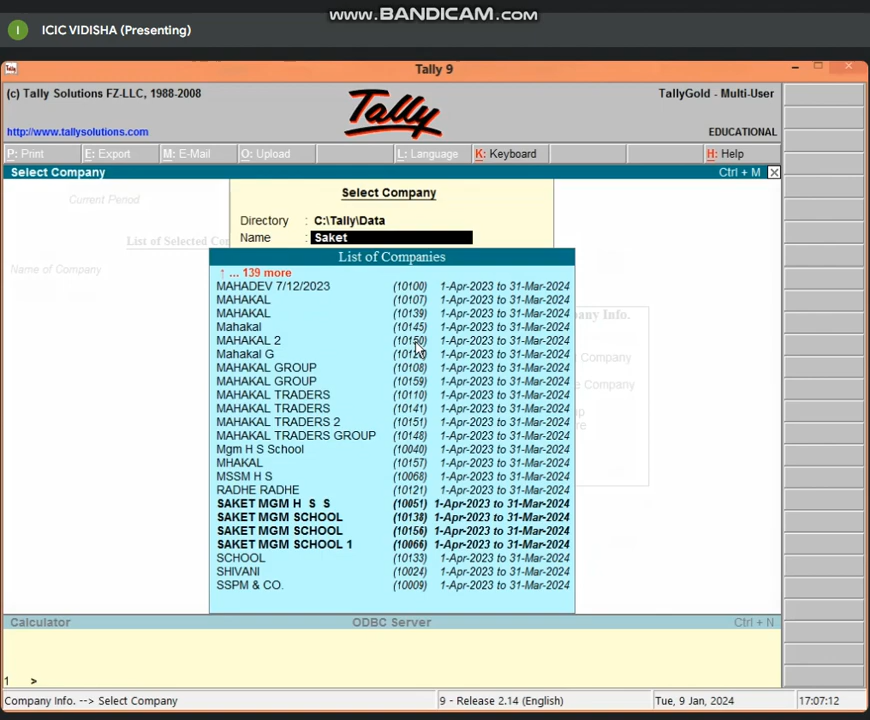 www.BANDICAM.com
I ICIC VIDISHA (Presenting)
Tally Tally 9
(c) Tally Solutions FZ-LLC, 1988-2008 Tally TallyGold - Multi-User
http://www.tallysolutions.com EDUCATIONAL
P: Print E: Export M: E-Mail O: Upload L: Language K: Keyboard H: Help
Select Company Ctrl + M
Current Period Select Company
Directory : C:\Tally\Data
List of Selected Name : Saket
List of Companies
Name of Company ↑ ... 139 more
MAHADEV 7/12/2023 (10100) 1-Apr-2023 to 31-Mar-2024
MAHAKAL (10107) 1-Apr-2023 to 31-Mar-2024
MAHAKAL (10139) 1-Apr-2023 to 31-Mar-2024
Info.
Mahakal (10145) 1-Apr-2023 to 31-Mar-2024
MAHAKAL 2 (10150) 1-Apr-2023 to 31-Mar-2024
Mahakal G 1-Apr-2023 to 31-Mar-2024 Company
MAHAKAL GROUP (10108) 1-Apr-2023 to 31-Mar-2024
MAHAKAL GROUP (10159) 1-Apr-2023 to 31-Mar-2024 Company
MAHAKAL TRADERS (10110) 1-Apr-2023 to 31-Mar-2024
MAHAKAL TRADERS (10141) 1-Apr-2023 to 31-Mar-2024
MAHAKAL TRADERS 2 (10151) 1-Apr-2023 to 31-Mar-2024
MAHAKAL TRADERS GROUP (10148) 1-Apr-2023 to 31-Mar-2024
Mgm H S School (10040) 1-Apr-2023 to 31-Mar-2024
MHAKAL (10157) 1-Apr-2023 to 31-Mar-2024
MSSM H S (10068) 1-Apr-2023 to 31-Mar-2024
RADHE RADHE (10121) 1-Apr-2023 to 31-Mar-2024
SAKET MGM H S S (10051) 1-Apr-2023 to 31-Mar-2024
SAKET MGM SCHOOL (10138) 1-Apr-2023 to 31-Mar-2024
SAKET MGM SCHOOL (10156) 1-Apr-2023 to 31-Mar-2024
SAKET MGM SCHOOL 1 (10066) 1-Apr-2023 to 31-Mar-2024
SCHOOL (10133) 1-Apr-2023 to 31-Mar-2024
SHIVANI (10024) 1-Apr-2023 to 31-Mar-2024
SSPM & CO. (10009) 1-Apr-2023 to 31-Mar-2024
Calculator ODBC Server Ctrl + N
1 >
Company Info. --> Select Company 9 - Release 2.14 (English) Tue, 9 Jan, 2024 17:07:12